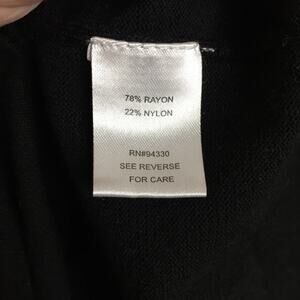 78% RAYON
22% NYLON
RN#94330
SEE REVERSE
FOR CARE